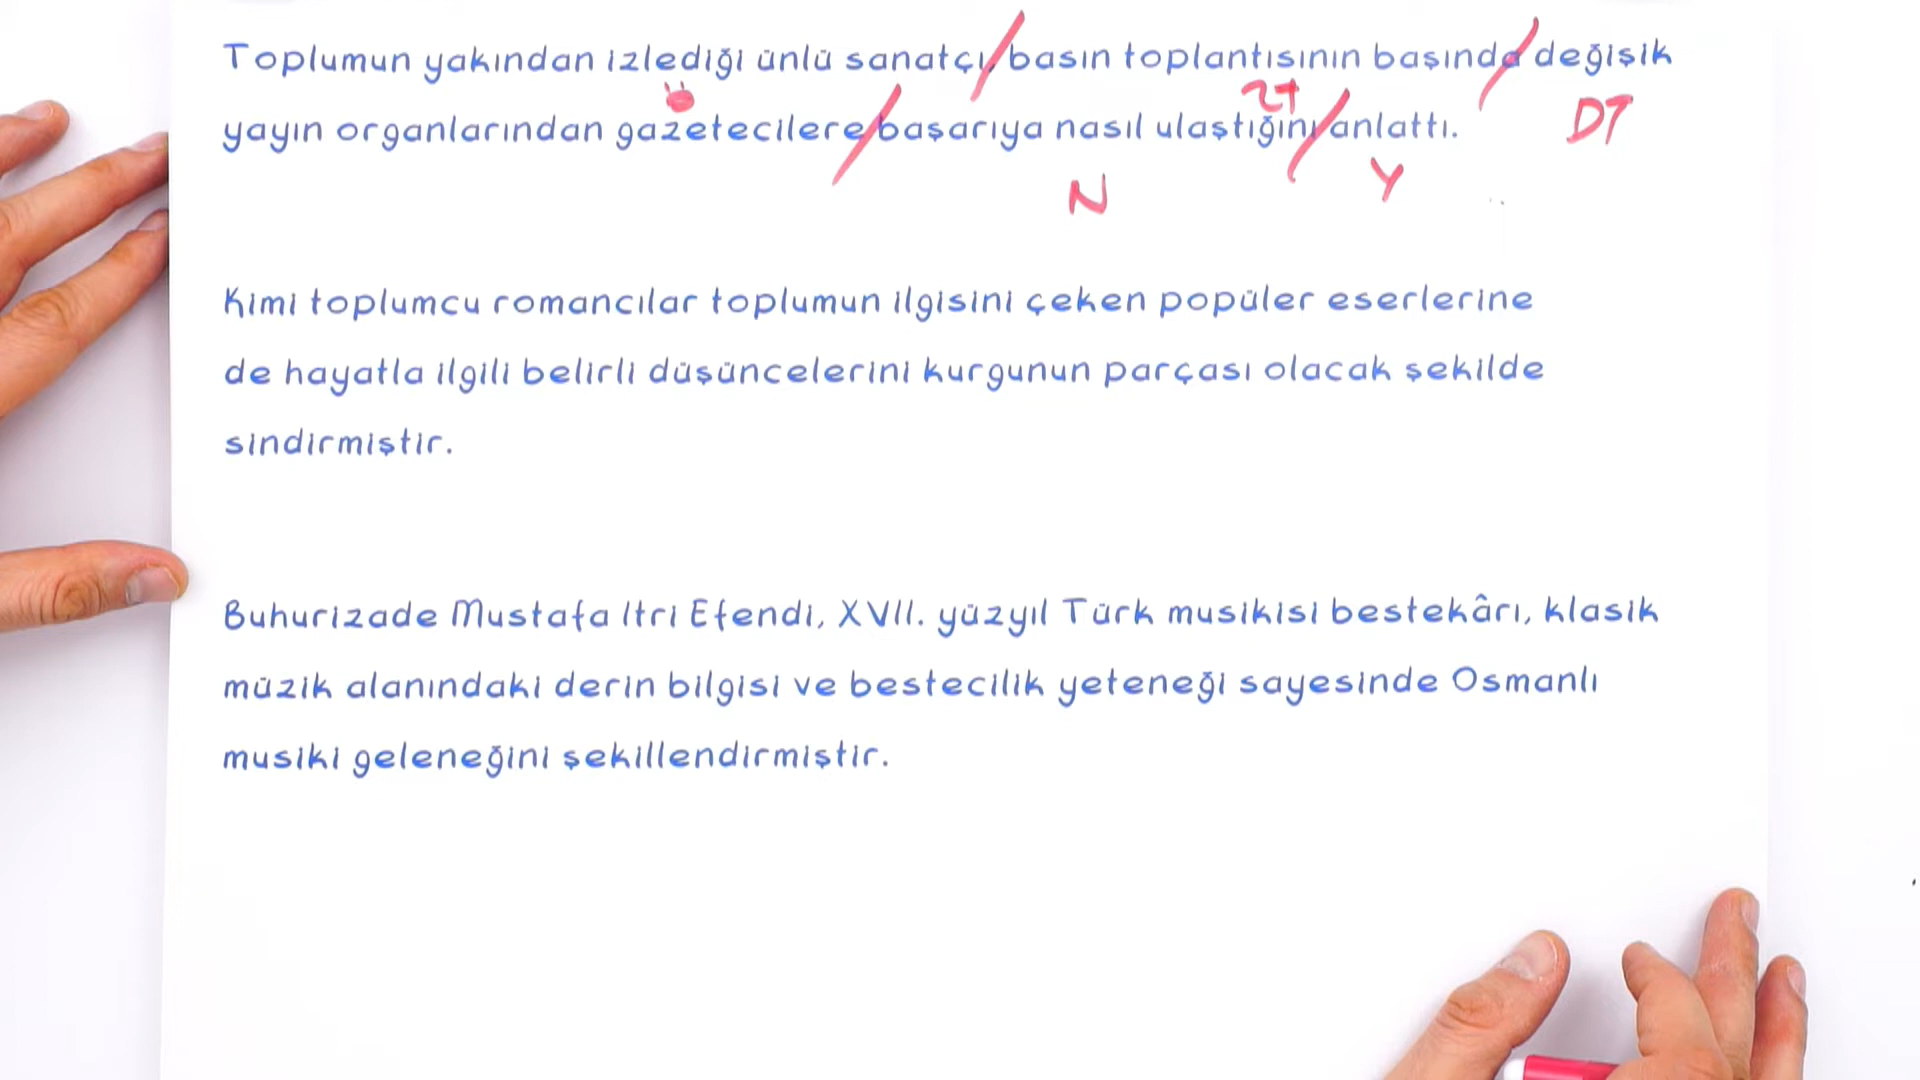 Toplumun yakından izlediği ünlü sanatçı, basın toplantısının başında değişik
Ö ZT DT
yayın organlarından gazetecilere başarıya nasıl ulaştığını anlattı.
N Y
Kimi toplumcu romancılar toplumun ilgisini çeken popüler eserlerine
de hayatla ilgili belirli düşüncelerini kurgunun parçası olacak şekilde
sindirmiştir.
Buhurizade Mustafa Itri Efendi, XVII. yüzyıl Türk musikisi bestekârı, klasik
müzik alanındaki derin bilgisi ve bestecilik yeteneği sayesinde Osmanlı
musiki geleneğini şekillendirmiştir.